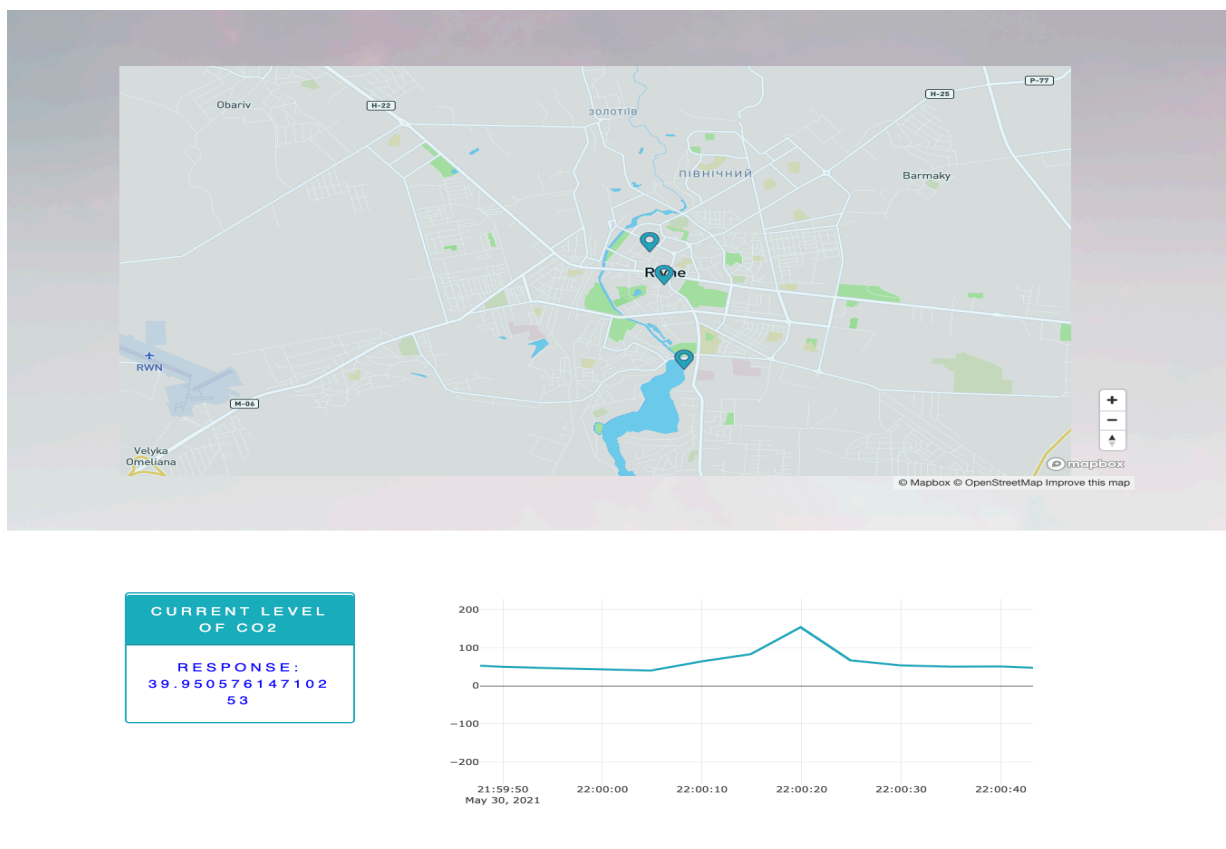 P-77
H-25
Obariv
H-22
ЗОЛОТІЇВ
ПІВНІЧНИЙ
Barmaky
RWN
M-06
Velyka
Omeliana
+
−
mapbox
© Mapbox © OpenStreetMap Improve this map
CURRENT LEVEL
OF CO2
RESPONSE:
39.950576147102
53
200
100
0
−100
−200
21:59:50 22:00:00 22:00:10 22:00:20 22:00:30 22:00:40
May 30, 2021